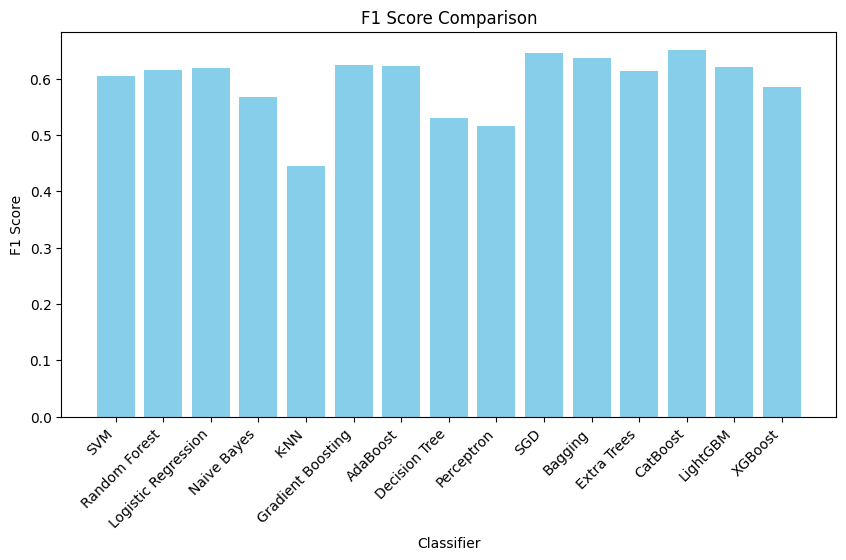 F1 Score Comparison
F1 Score
0.6
0.5
0.4
0.3
0.2
0.1
0.0
SVM
Random Forest
Logistic Regression
Naive Bayes
K-NN
Gradient Boosting
AdaBoost
Decision Tree
Perceptron
SGD
Bagging
Extra Trees
CatBoost
LightGBM
XGBoost
Classifier